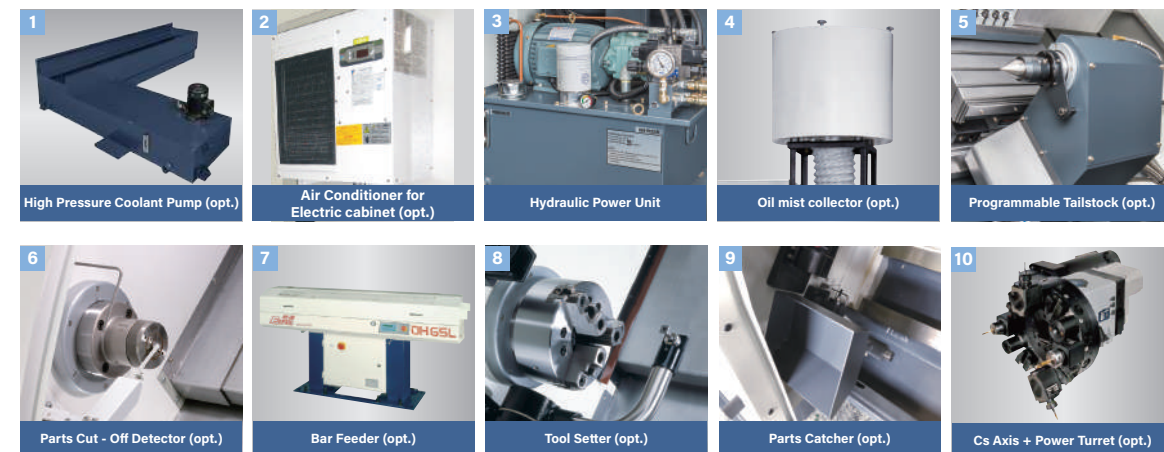 1
2
3
4
5
High Pressure Coolant Pump (opt.)
Air Conditioner for
Electric cabinet (opt.)
Hydraulic Power Unit
Oil mist collector (opt.)
Programmable Tailstock (opt.)
6
7
8
9
10
DH65L
Parts Cut - Off Detector (opt.)
Bar Feeder (opt.)
Tool Setter (opt.)
Parts Catcher (opt.)
Cs Axis + Power Turret (opt.)